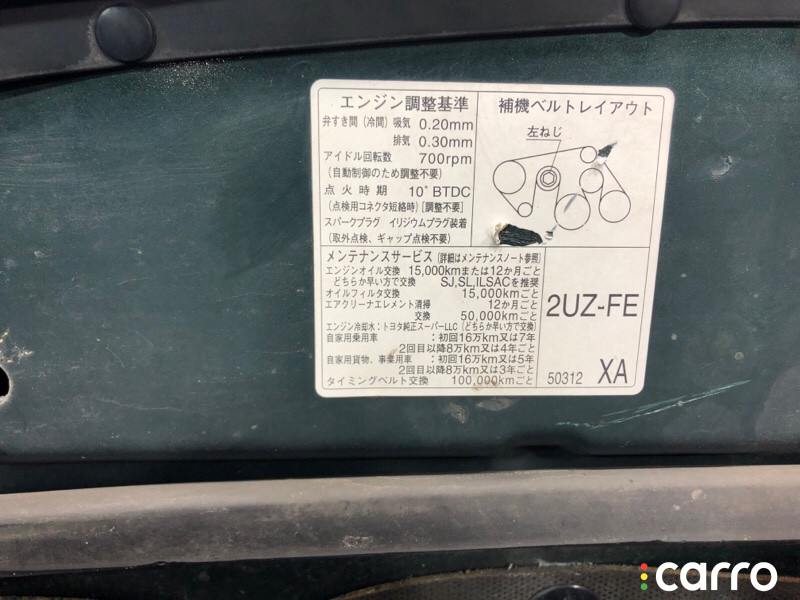 エンジン調整基準
弁すき間 (冷間) 吸気 0.20mm
排気 0.30mm
アイドル回転数 700rpm
(自動制御のため調整不要)
点火時期 10°BTDC
(点検用コネクタ短絡時) [調整不要]
スパークプラグ イリジウムプラグ装着
(取外点検、ギャップ点検不要)
補機ベルトレイアウト
左ねじ
メンテナンスサービス (詳細はメンテナンスノート参照)
エンジンオイル交換 15,000kmまたは12か月ごと
どちらか早い方で交換 SJ,SL,ILSACを推奨
オイルフィルタ交換 15,000kmごと
エアクリーナエレメント清掃 12か月ごと
交換 50,000kmごと
エンジン冷却水:トヨタ純正スーパーLLC (どちらか早い方で交換)
自家用乗用車 :初回16万km又は7年
2回目以降8万km又は4年ごと
自家用貨物、事業用車 :初回16万km又は5年
2回目以降8万km又は3年ごと
タイミングベルト交換 100,000kmごと
2UZ-FE
50312 XA
carro